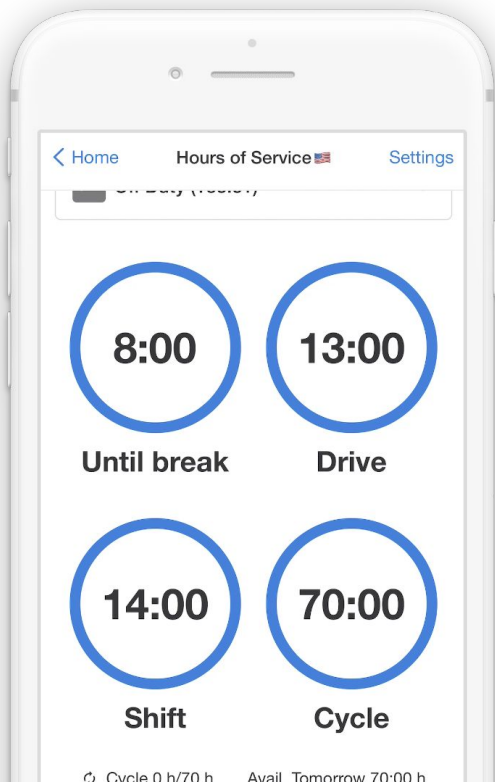 Home Hours of Service🇺🇸 Settings
8:00 13:00
Until break Drive
14:00 70:00
Shift Cycle
Cycle 0 h/70 h Avail. Tomorrow 70:00 h